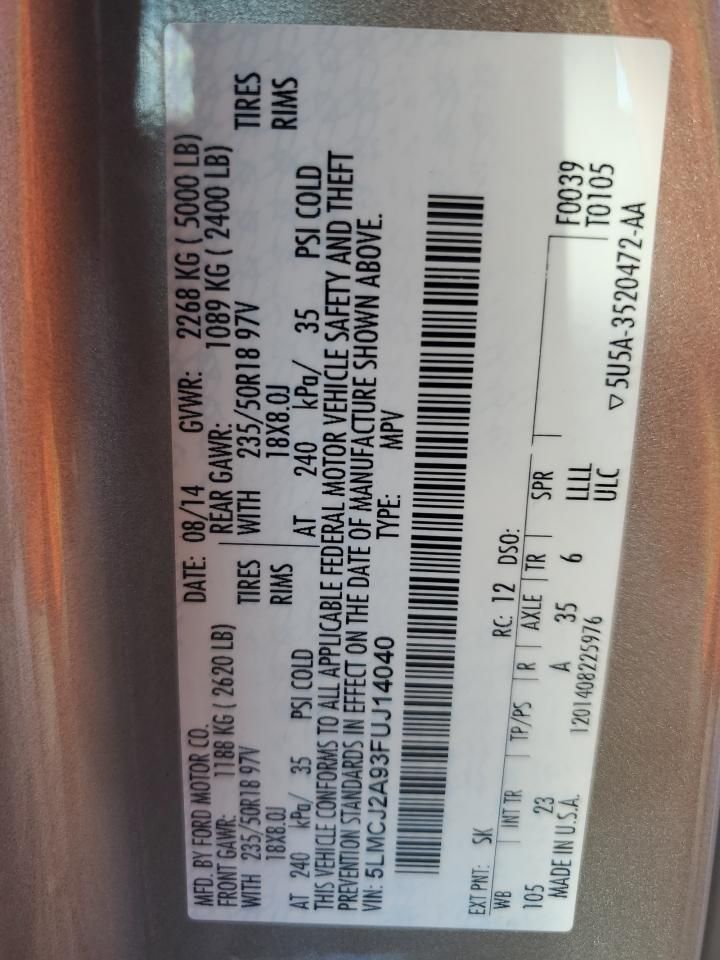 MFD. BY FORD MOTOR CO. DATE: 08/14 GVWR: 2268 KG ( 5000 LB)
FRONT GAWR: 1188 KG ( 2620 LB) REAR GAWR: 1089 KG ( 2400 LB)
WITH 235/50R18 97V TIRES WITH 235/50R18 97V TIRES
18X8.0J RIMS 18X8.0J RIMS
AT 240 kPa/ 35 PSI COLD AT 240 kPa/ 35 PSI COLD
THIS VEHICLE CONFORMS TO ALL APPLICABLE FEDERAL MOTOR VEHICLE SAFETY AND THEFT
PREVENTION STANDARDS IN EFFECT ON THE DATE OF MANUFACTURE SHOWN ABOVE.
VIN: 5LMCJ2A93FUJ14040 TYPE: MPV
EXT PNT: SK RC: 12 DSO:
WB INT TR TP/PS R AXLE TR SPR F0039
105 23 A 35 6 LLLL T0105
MADE IN U.S.A. 1201408225976 ULC ▽5U5A-3520472-AA